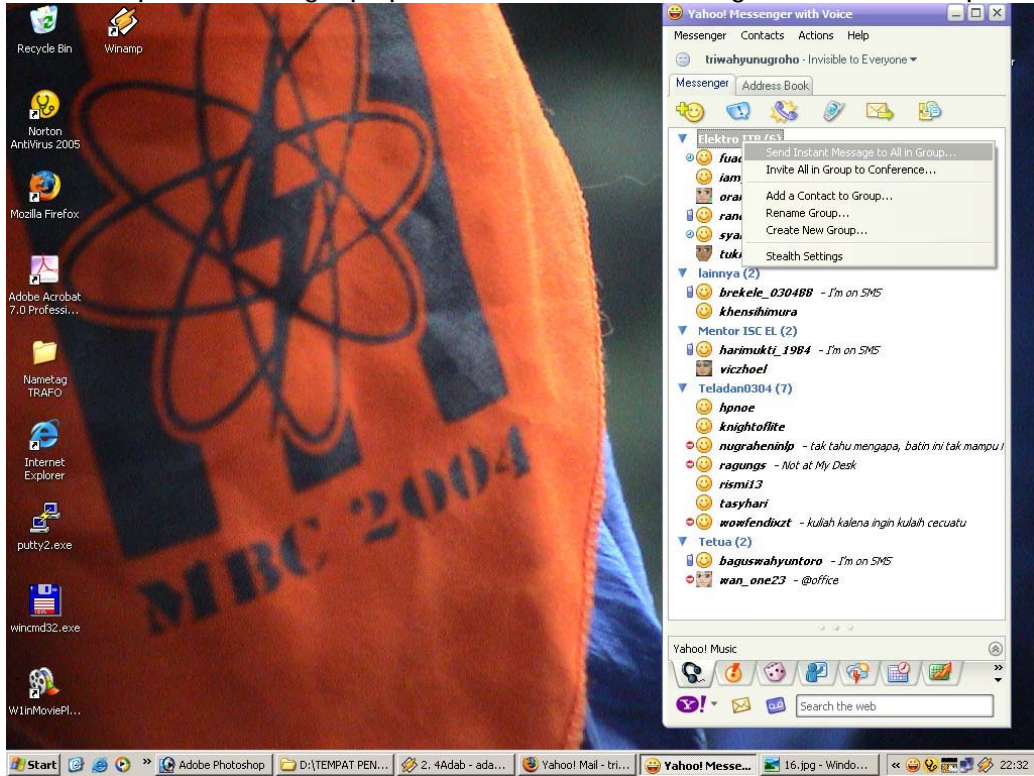 Recycle Bin
Winamp
Norton
AntiVirus 2005
Mozilla Firefox
Adobe Acrobat
7.0 Professi...
Nametag
TRAFO
Internet
Explorer
putty2.exe
wincmd32.exe
W1inMoviePl...
MBC 2004
Yahoo! Messenger with Voice
Messenger Contacts Actions Help
triwahyunugroho - Invisible to Everyone
Messenger Address Book
Elektro ITB (6)
Send Instant Message to All in Group...
Invite All in Group to Conference...
Add a Contact to Group...
Rename Group...
Create New Group...
Stealth Settings
lainnya (2)
brekele_030488 - I'm on SMS
khensihimura
Mentor ISC EL (2)
harimukti_1984 - I'm on SMS
viczhoel
Teladan0304 (7)
hpnoe
knightoflite
nugraheninlp - tak tahu mengapa, batin ini tak mampu
ragungs - Not at My Desk
rismi13
tasyhari
wowfendixzt - kuliah kalena ingin kulaih cecuatu
Tetua (2)
baguswahyuntoro - I'm on SMS
wan_one23 - @office
Yahoo! Music
Y!
Search the web
Start
Adobe Photoshop
D:\TEMPAT PEN...
2. 4Adab - ada...
Yahoo! Mail - tri...
Yahoo! Messe...
16.jpg - Windo...
22:32